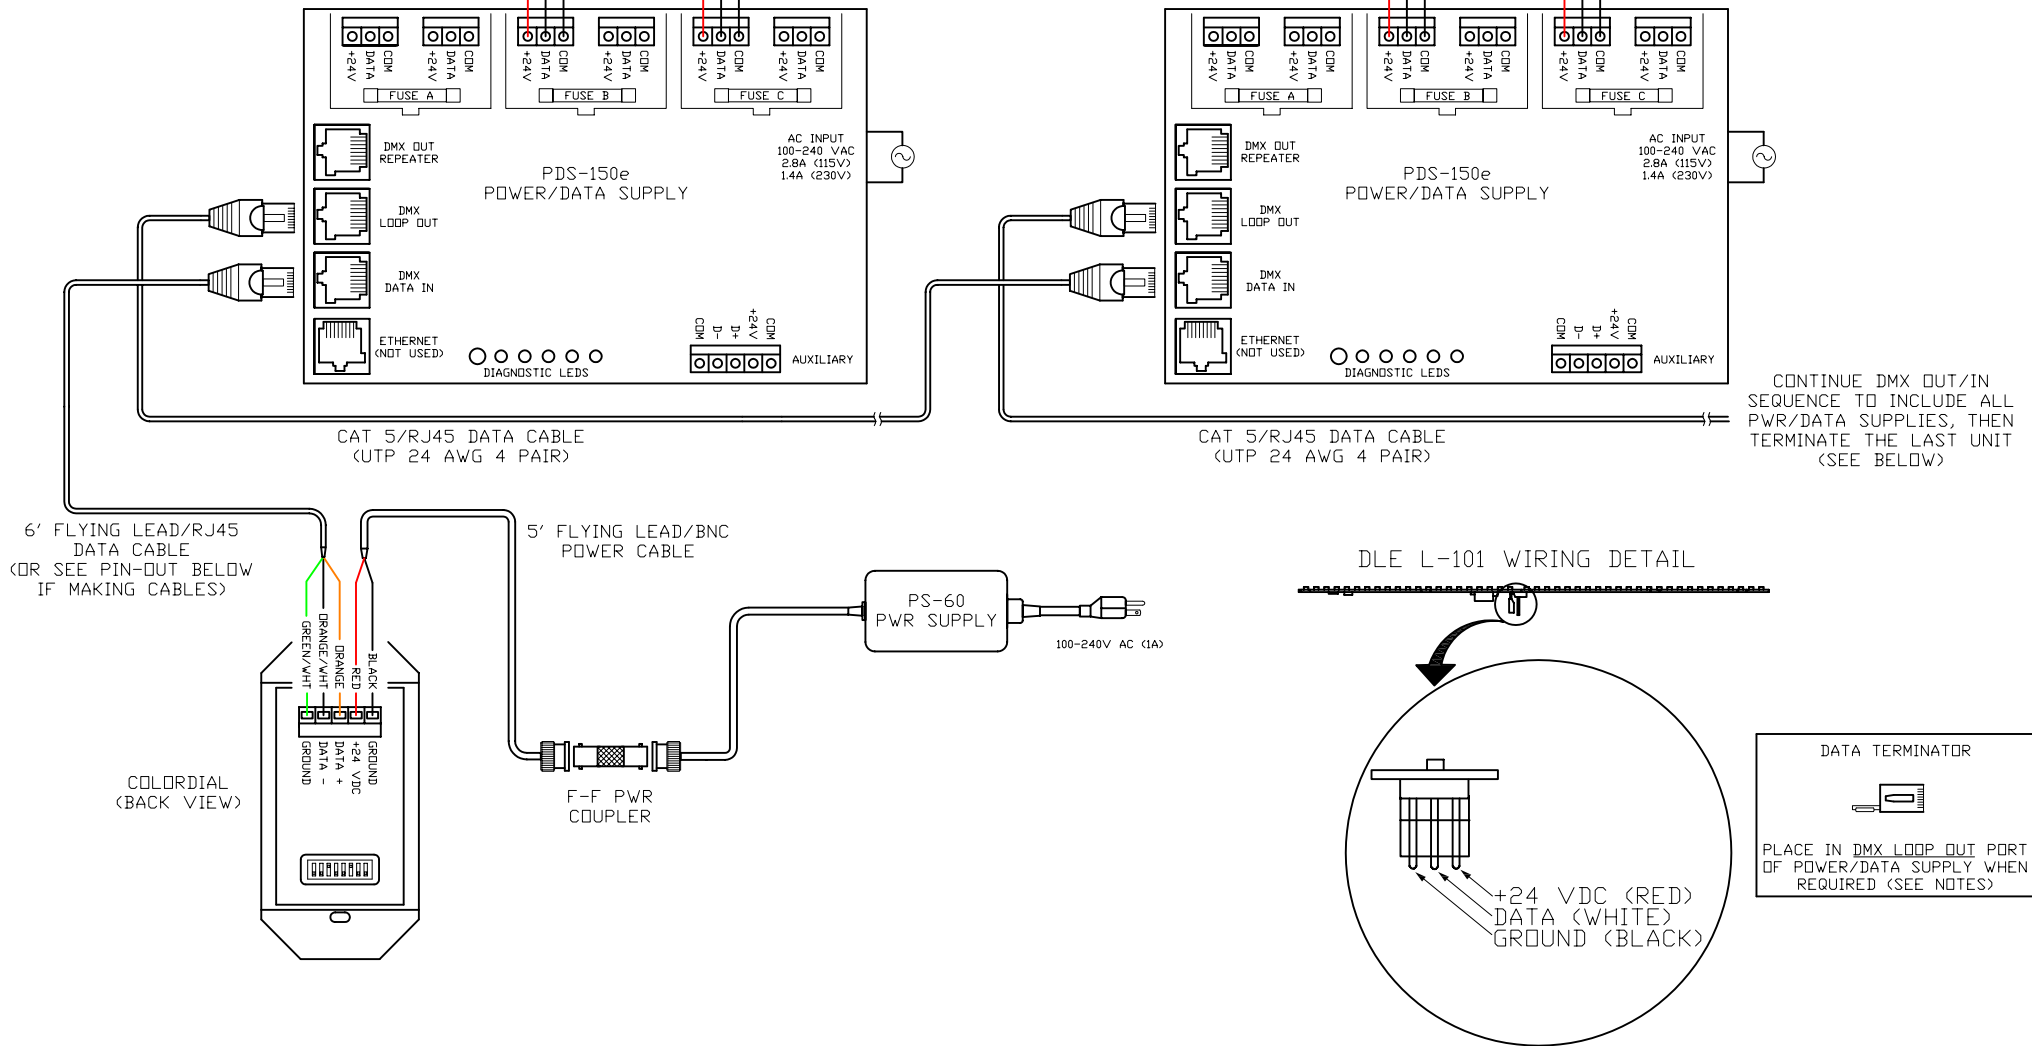 +24V DATA COM
+24V DATA COM
FUSE A
+24V DATA COM
+24V DATA COM
FUSE B
+24V DATA COM
+24V DATA COM
FUSE C
DMX OUT
REPEATER
PDS-150e
POWER/DATA SUPPLY
AC INPUT
100-240 VAC
2.8A (115V)
1.4A (230V)
DMX
LOOP OUT
DMX
DATA IN
ETHERNET
(NOT USED)
DIAGNOSTIC LEDS
COM D- D+ +24V COM
AUXILIARY
+24V DATA COM
+24V DATA COM
FUSE A
+24V DATA COM
+24V DATA COM
FUSE B
+24V DATA COM
+24V DATA COM
FUSE C
DMX OUT
REPEATER
PDS-150e
POWER/DATA SUPPLY
AC INPUT
100-240 VAC
2.8A (115V)
1.4A (230V)
DMX
LOOP OUT
DMX
DATA IN
ETHERNET
(NOT USED)
DIAGNOSTIC LEDS
COM D- D+ +24V COM
AUXILIARY
CAT 5/RJ45 DATA CABLE
(UTP 24 AWG 4 PAIR)
CAT 5/RJ45 DATA CABLE
(UTP 24 AWG 4 PAIR)
CONTINUE DMX OUT/IN
SEQUENCE TO INCLUDE ALL
PWR/DATA SUPPLIES, THEN
TERMINATE THE LAST UNIT
(SEE BELOW)
6' FLYING LEAD/RJ45
DATA CABLE
(OR SEE PIN-OUT BELOW
IF MAKING CABLES)
5' FLYING LEAD/BNC
POWER CABLE
GREEN/WHT
ORANGE/WHT
ORANGE
RED
BLACK
GROUND
DATA -
DATA +
+24 VDC
GROUND
COLORDIAL
(BACK VIEW)
F-F PWR
COUPLER
PS-60
PWR SUPPLY
100-240V AC (1A)
DLE L-101 WIRING DETAIL
+24 VDC (RED)
DATA (WHITE)
GROUND (BLACK)
DATA TERMINATOR
PLACE IN DMX LOOP OUT PORT
OF POWER/DATA SUPPLY WHEN
REQUIRED (SEE NOTES)